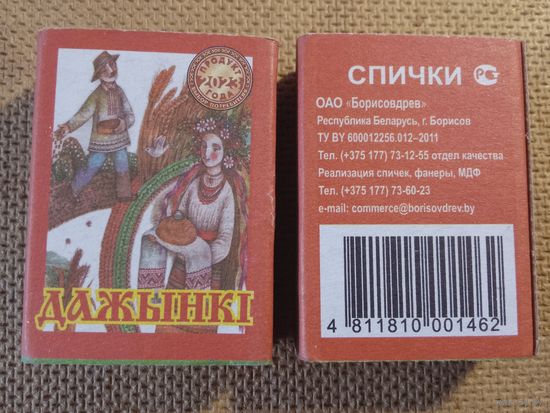 ПРОДУКТ
2021
ГОДА
ДАЖЫНКІ
СПИЧКИ
ОАО «Борисовдрев»
Республика Беларусь, г. Борисов
ТУ BY 600012256.012–2011
Тел. (+375 177) 73-12-55 отдел качества
Реализация спичек, фанеры, МДФ
Тел. (+375 177) 73-60-23
e-mail: commerce@borisovdrev.by
4 811810 001462